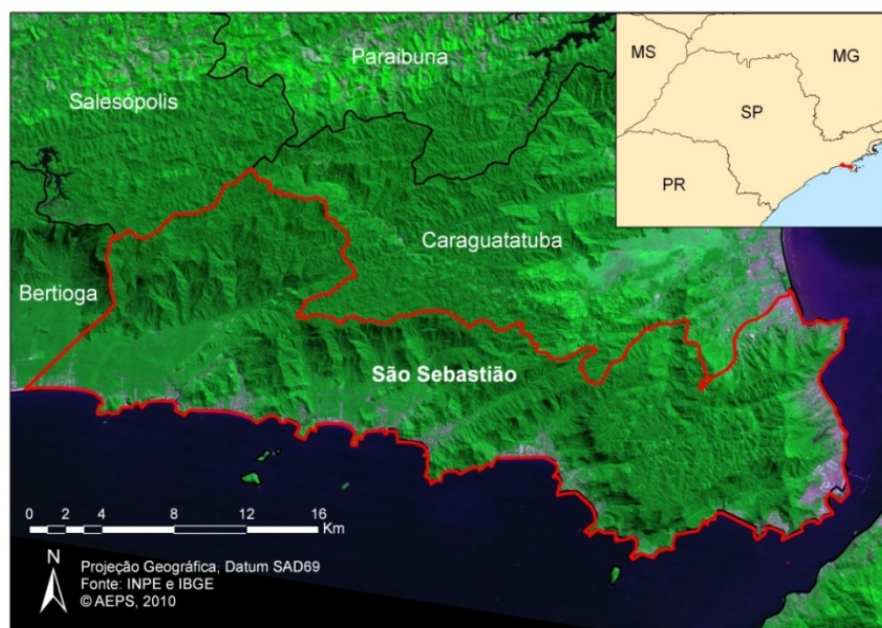 Paraibuna
Salesópolis
Caraguatatuba
Bertioga
São Sebastião
MS
MG
SP
PR
0 2 4 8 12 16
Km
N
Projeção Geográfica, Datum SAD69
Fonte: INPE e IBGE
© AEPS, 2010